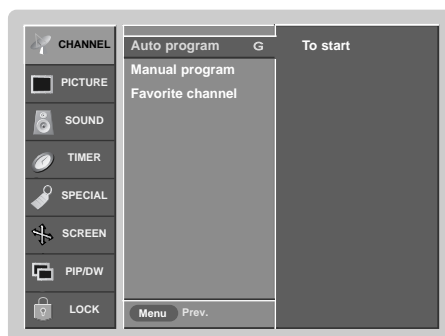 CHANNEL
PICTURE
SOUND
TIMER
SPECIAL
SCREEN
PIP/DW
LOCK
Auto program G
Manual program
Favorite channel
Menu Prev.
To start